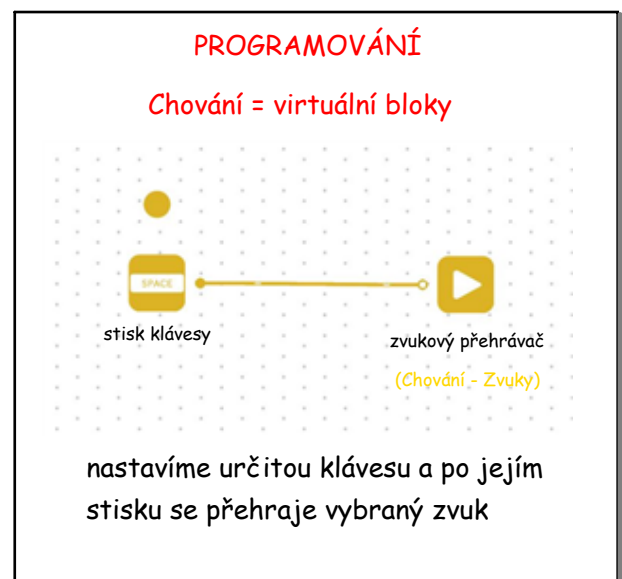 PROGRAMOVÁNÍ
Chování = virtuální bloky
SPACE
stisk klávesy
zvukový přehrávač
(Chování - Zvuky)
nastavíme určitou klávesu a po jejím
stisku se přehraje vybraný zvuk